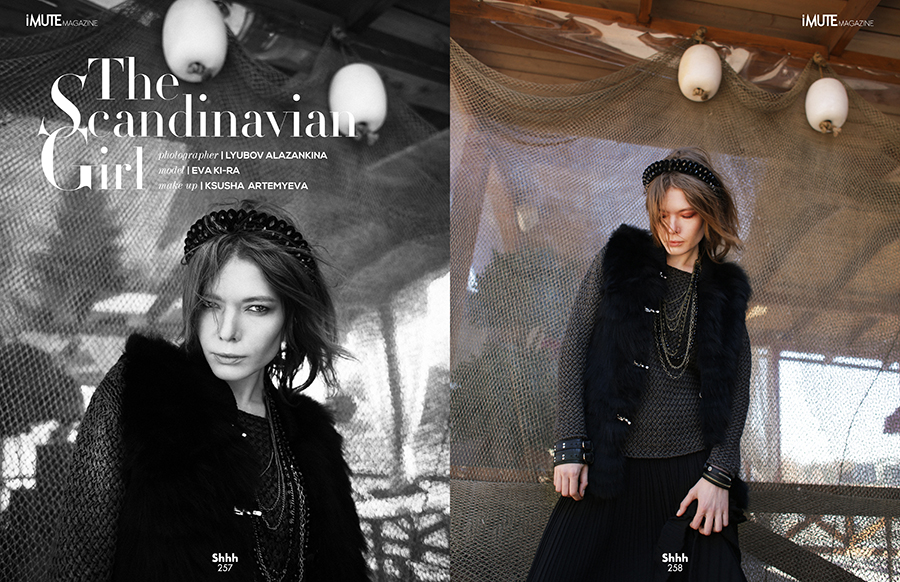 iMUTE MAGAZINE
The
Scandinavian
Girl
photographer | LYUBOV ALAZANKINA
model | EVA KI-RA
make up | KSUSHA ARTEMYEVA
Shhh
257
iMUTE MAGAZINE
Shhh
258